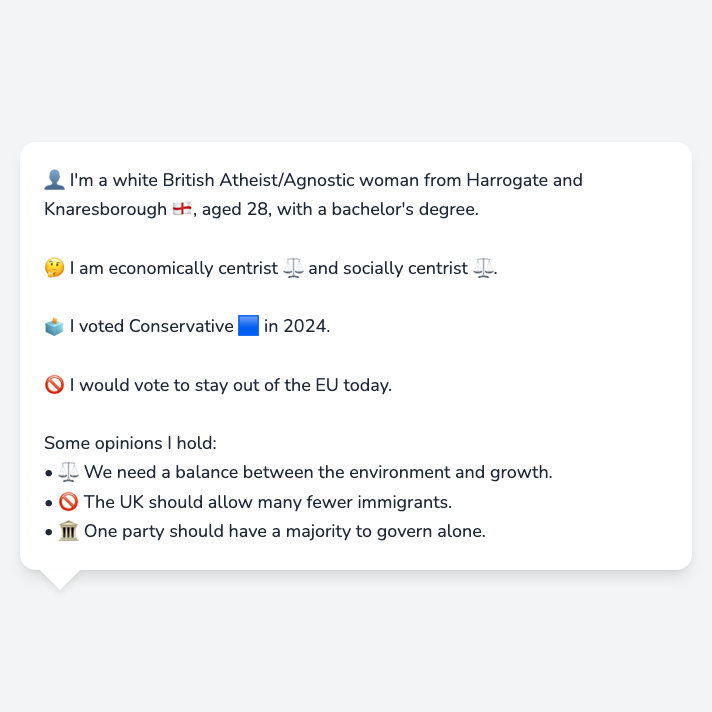 👤 I'm a white British Atheist/Agnostic woman from Harrogate and
Knaresborough 🏴󠁧󠁢󠁥󠁮󠁧󠁿, aged 28, with a bachelor's degree.
🤔 I am economically centrist ⚖️ and socially centrist ⚖️.
🗳️ I voted Conservative 🟦 in 2024.
🚫 I would vote to stay out of the EU today.
Some opinions I hold:
• ⚖️ We need a balance between the environment and growth.
• 🚫 The UK should allow many fewer immigrants.
• 🏛️ One party should have a majority to govern alone.